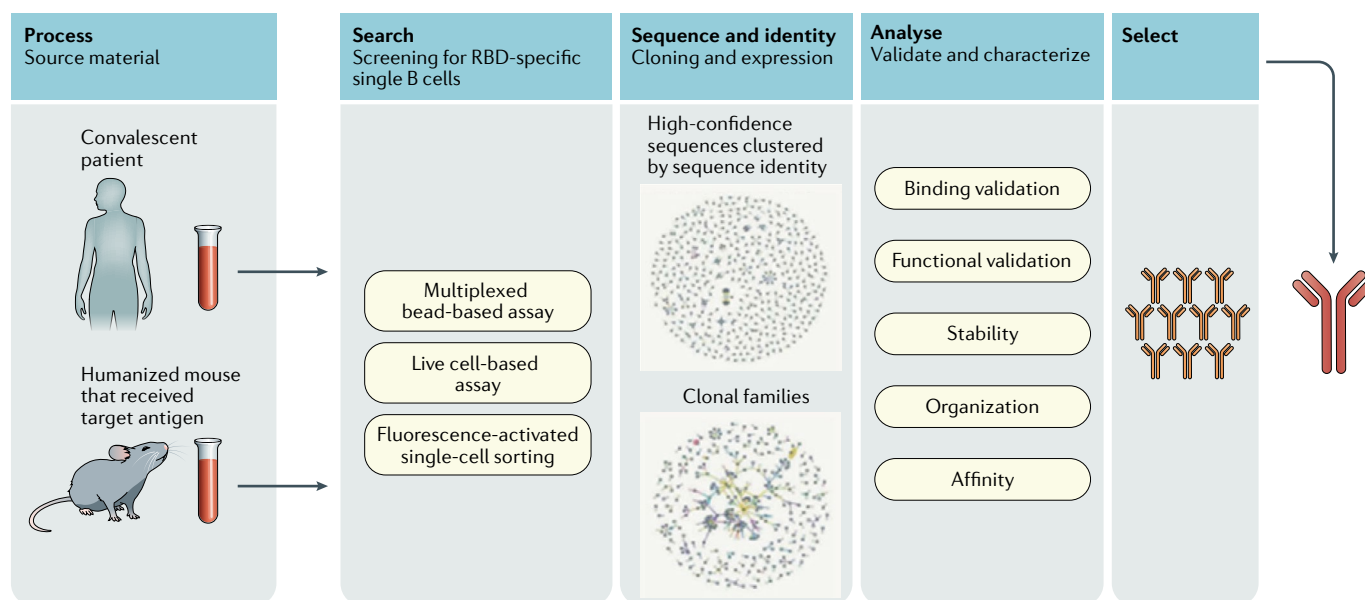 Process
Source material
Search
Screening for RBD-specific
single B cells
Sequence and identity
Cloning and expression
Analyse
Validate and characterize
Select
Convalescent
patient
Humanized mouse
that received
target antigen
Multiplexed
bead-based assay
Live cell-based
assay
Fluorescence-activated
single-cell sorting
High-confidence
sequences clustered
by sequence identity
Clonal families
Binding validation
Functional validation
Stability
Organization
Affinity